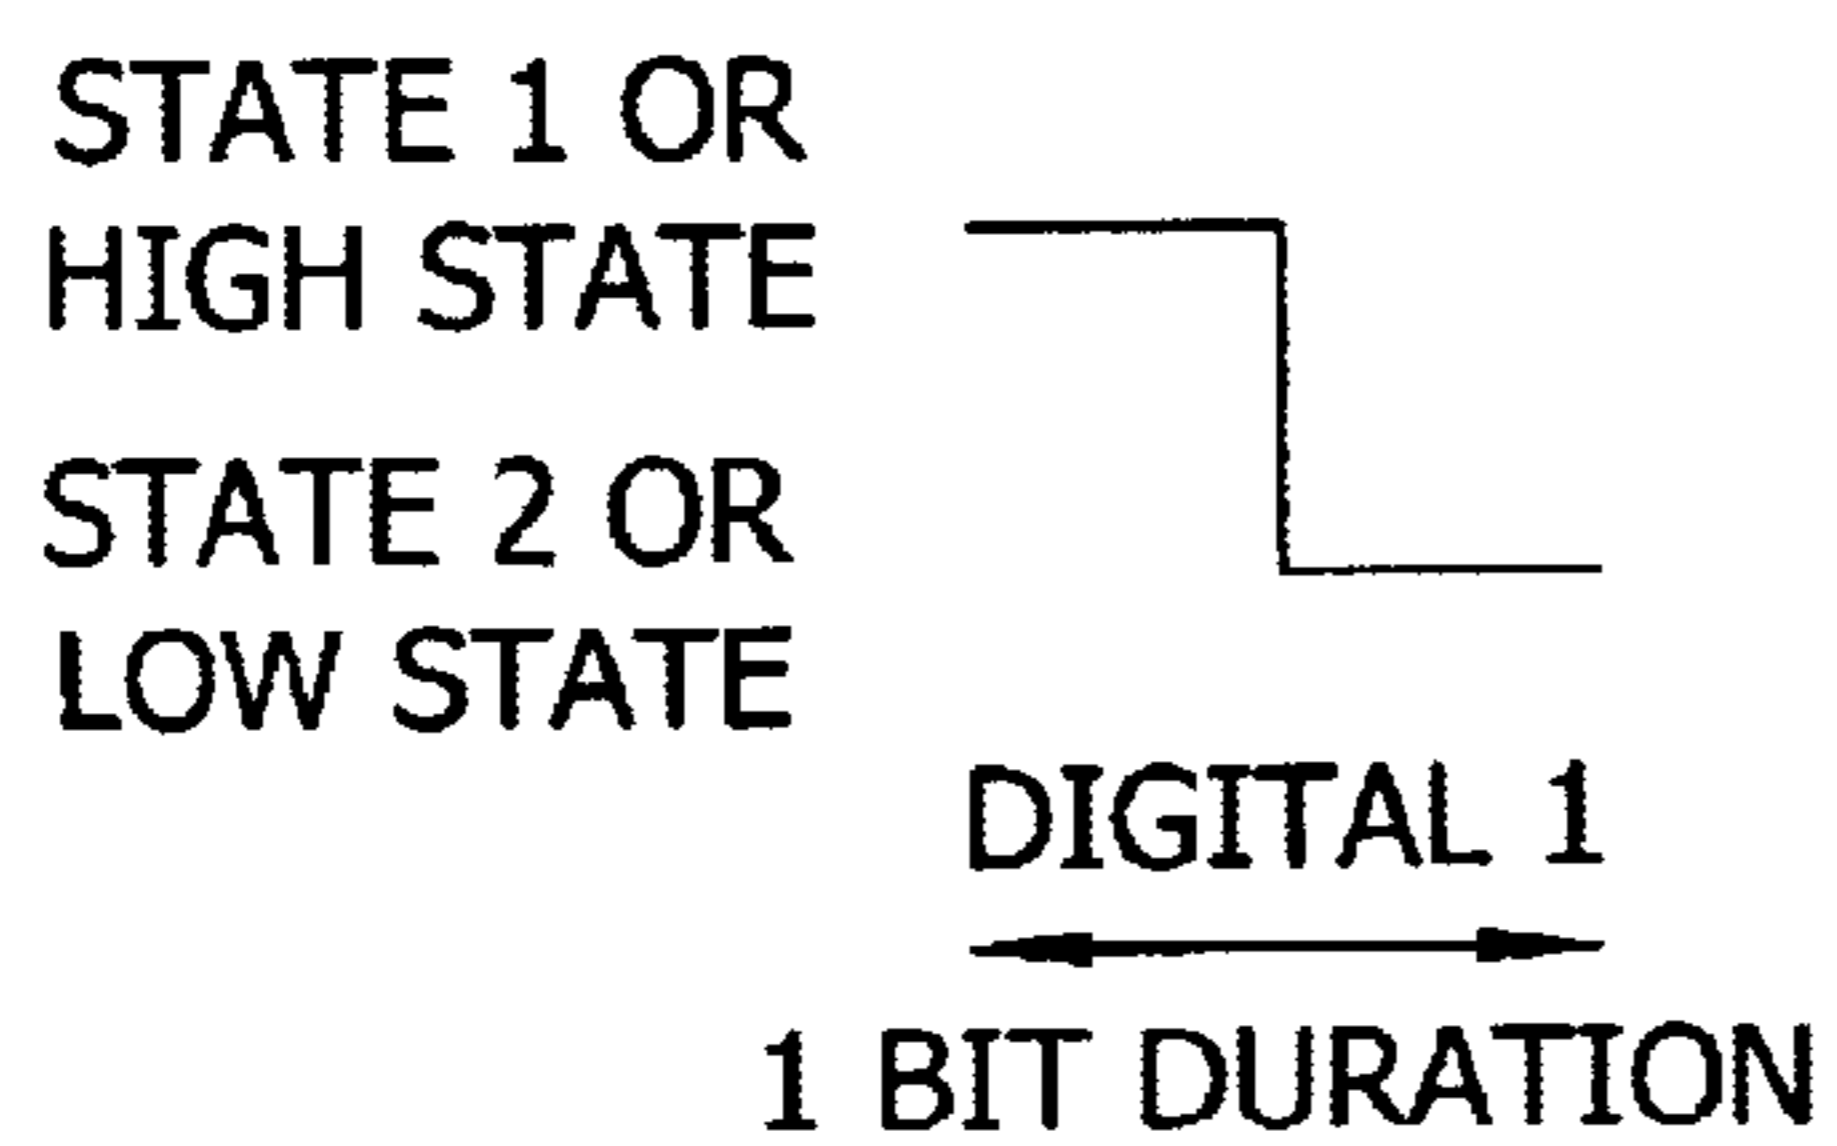 STATE 1 OR
HIGH STATE
STATE 2 OR
LOW STATE
DIGITAL 1
1 BIT DURATION